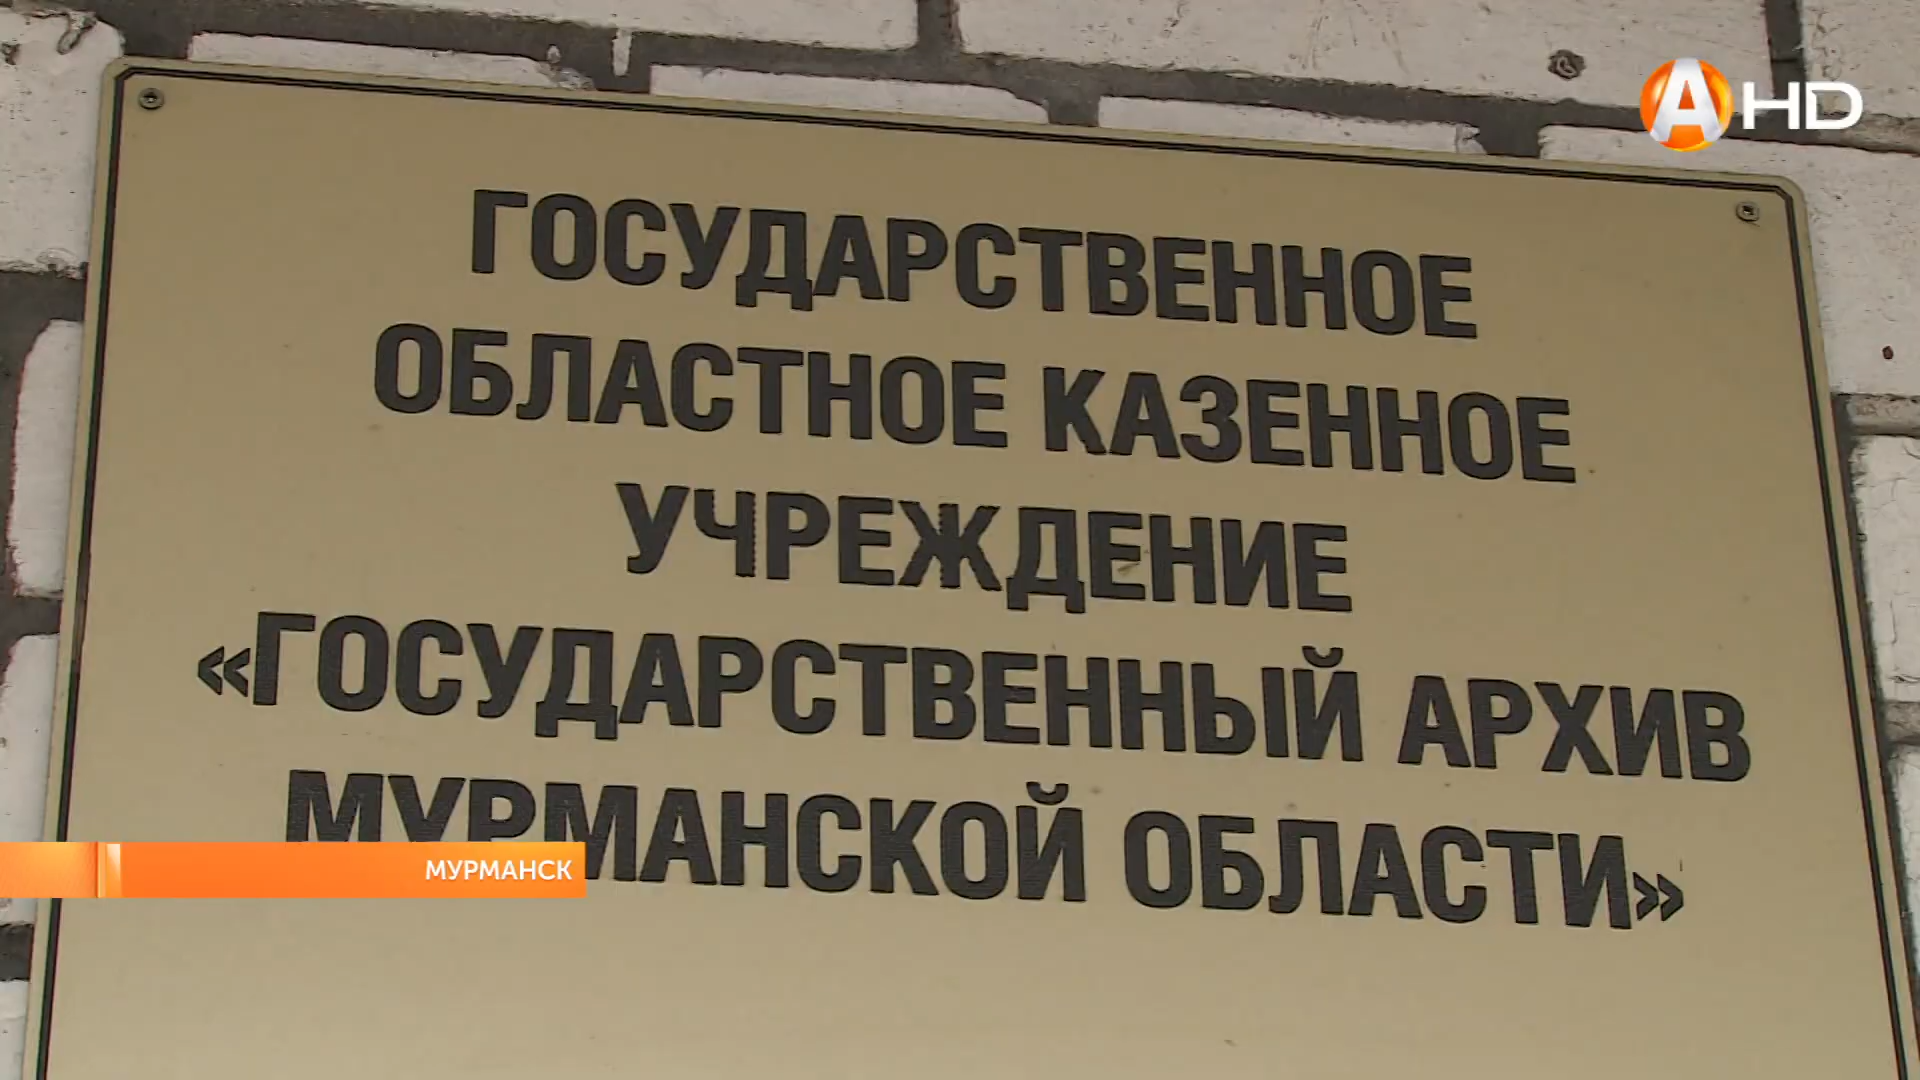 А HD
ГОСУДАРСТВЕННОЕ
ОБЛАСТНОЕ КАЗЕННОЕ
УЧРЕЖДЕНИЕ
«ГОСУДАРСТВЕННЫЙ АРХИВ
МУРМАНСКОЙ ОБЛАСТИ»
МУРМАНСК